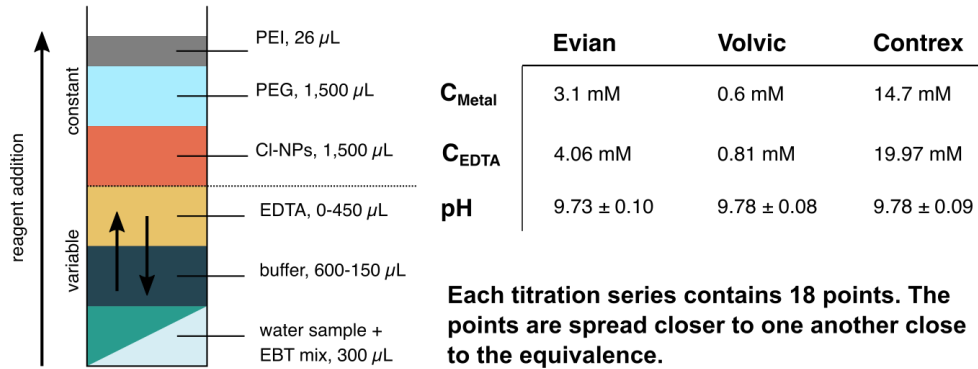 reagent addition
constant
variable
PEI, 26 µL
PEG, 1,500 µL
Cl-NPs, 1,500 µL
EDTA, 0-450 µL
buffer, 600-150 µL
water sample +
EBT mix, 300 µL
Evian Volvic Contrex
CMetal 3.1 mM 0.6 mM 14.7 mM
CEDTA 4.06 mM 0.81 mM 19.97 mM
pH 9.73 ± 0.10 9.78 ± 0.08 9.78 ± 0.09
Each titration series contains 18 points. The
points are spread closer to one another close
to the equivalence.